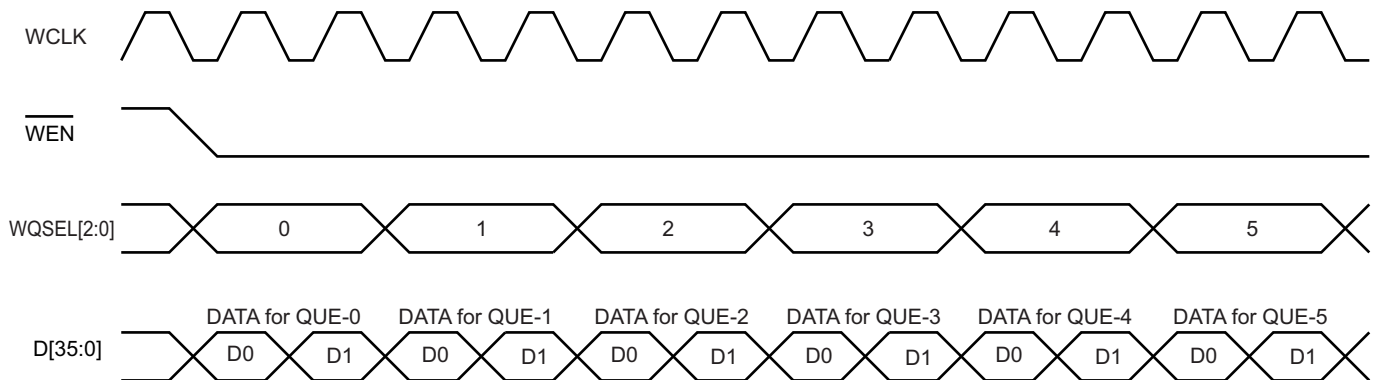 WCLK
WEN
WQSEL[2:0] 0 1 2 3 4 5
DATA for QUE-0 DATA for QUE-1 DATA for QUE-2 DATA for QUE-3 DATA for QUE-4 DATA for QUE-5
D[35:0] D0 D1 D0 D1 D0 D1 D0 D1 D0 D1 D0 D1